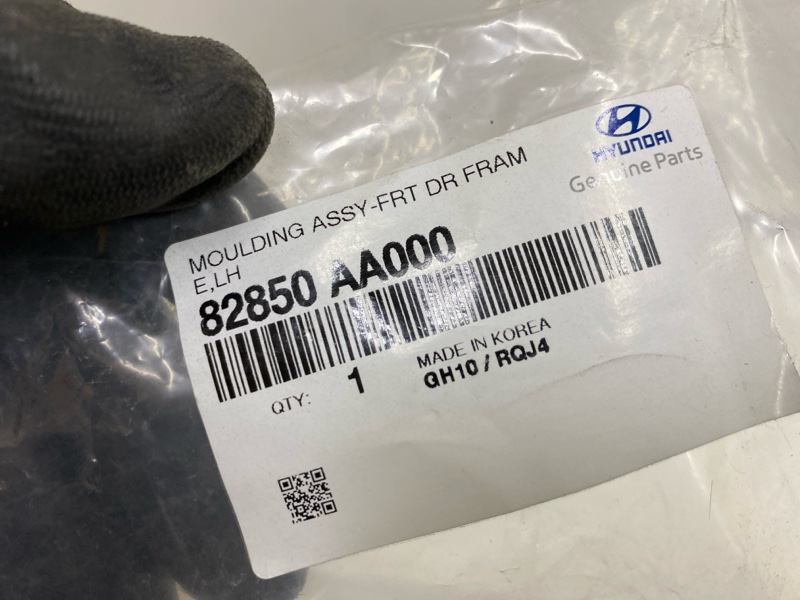 HYUNDAI
Genuine Parts
MOULDING ASSY-FRT DR FRAM
E,LH
82850 AA000
MADE IN KOREA
QTY: 1
QH10 / RQJ4